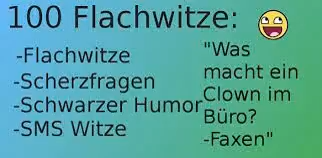 100 Flachwitze:
-Flachwitze
-Scherzfragen
-Schwarzer Humor
-SMS Witze
"Was
macht ein
Clown im
Büro?
-Faxen"